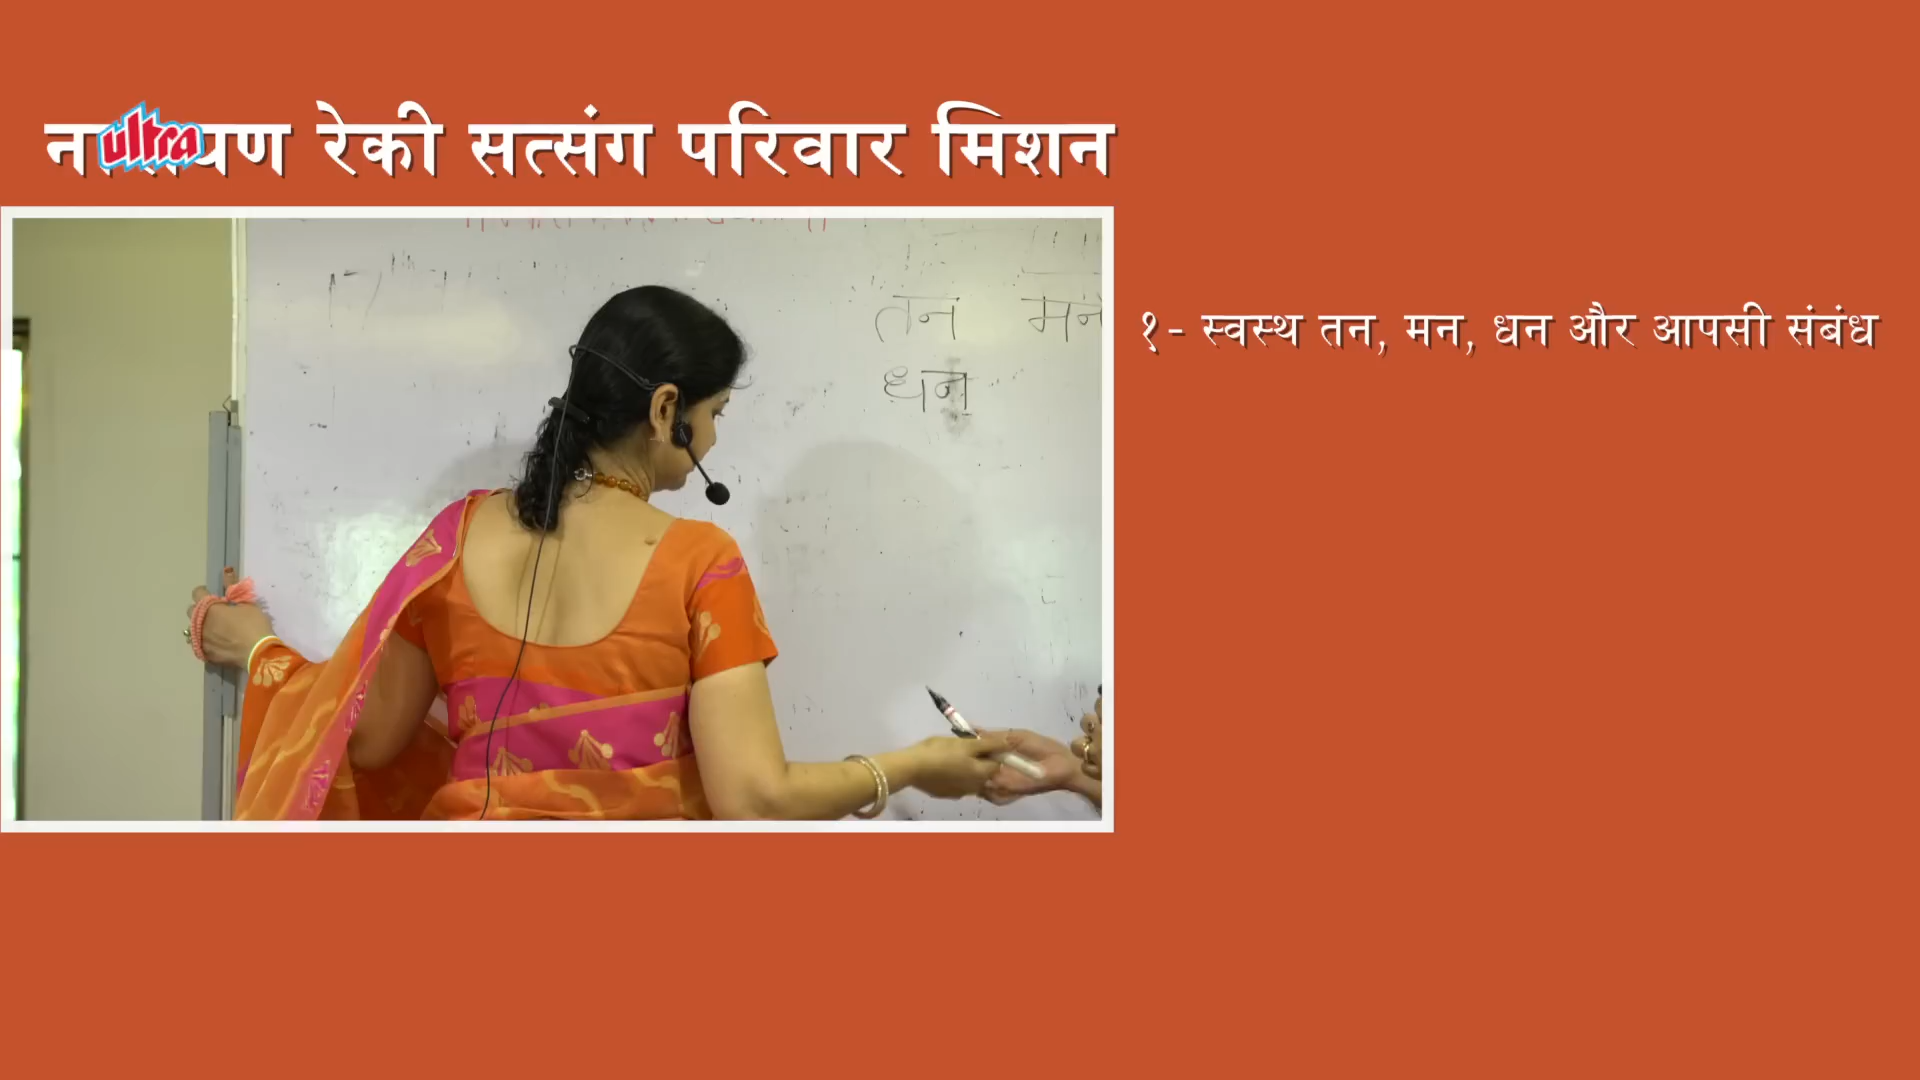 नारायण रेकी सत्संग परिवार मिशन
ultra
तन मन
धन
१- स्वस्थ तन, मन, धन और आपसी संबंध